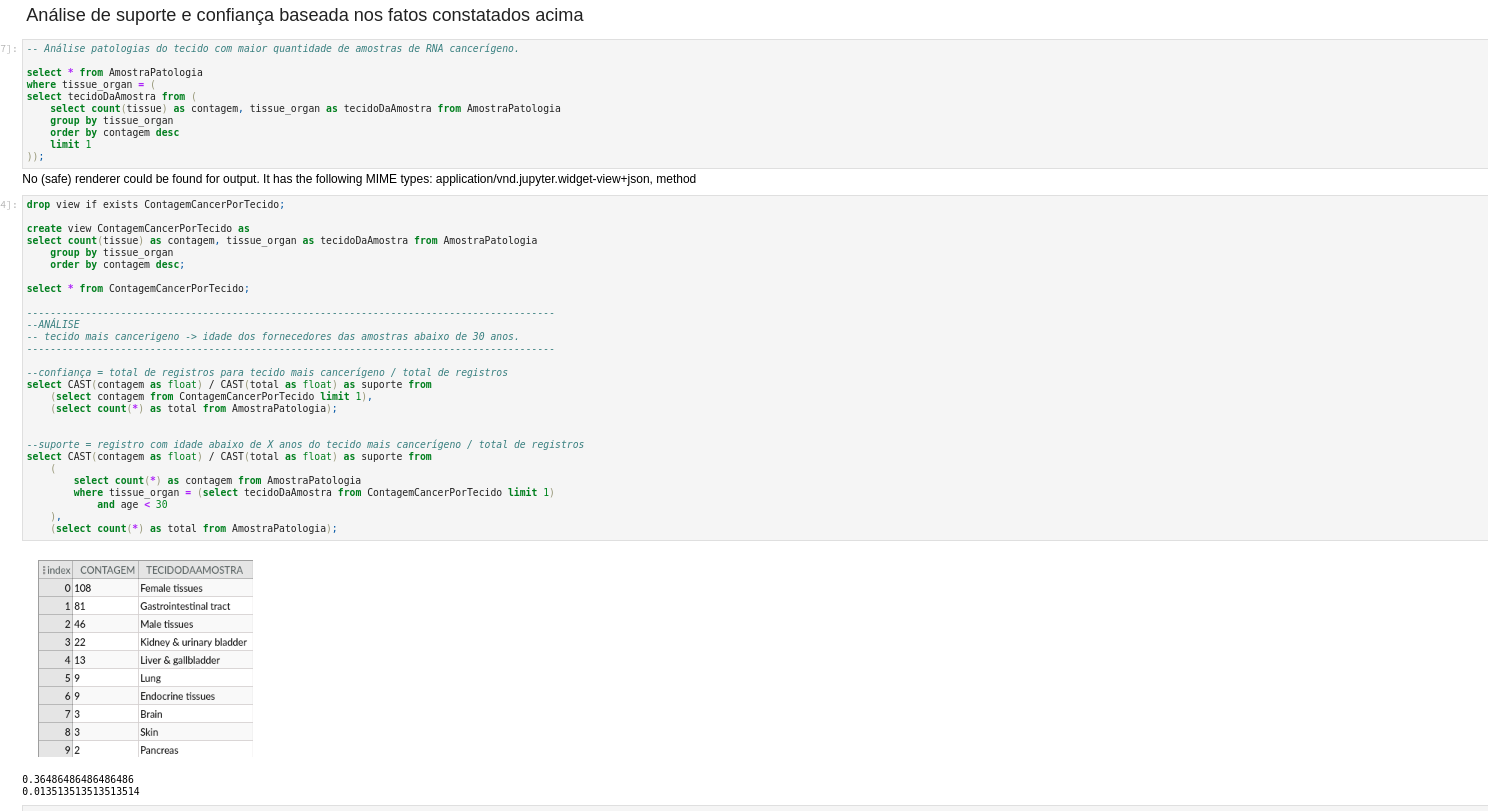 Análise de suporte e confiança baseada nos fatos constatados acima
7]:
-- Análise patologias do tecido com maior quantidade de amostras de RNA cancerígeno.
select * from AmostraPatologia
where tissue_organ = (
select tecidoDaAmostra from (
select count(tissue) as contagem, tissue_organ as tecidoDaAmostra from AmostraPatologia
group by tissue_organ
order by contagem desc
limit 1
));
No (safe) renderer could be found for output. It has the following MIME types: application/vnd.jupyter.widget-view+json, method
4]:
drop view if exists ContagemCancerPorTecido;
create view ContagemCancerPorTecido as
select count(tissue) as contagem, tissue_organ as tecidoDaAmostra from AmostraPatologia
group by tissue_organ
order by contagem desc;
select * from ContagemCancerPorTecido;
------------------------------------------------------------------------------------------
--ANÁLISE
-- tecido mais cancerigeno -> idade dos fornecedores das amostras abaixo de 30 anos.
------------------------------------------------------------------------------------------
--confiança = total de registros para tecido mais cancerígeno / total de registros
select CAST(contagem as float) / CAST(total as float) as suporte from
(select contagem from ContagemCancerPorTecido limit 1),
(select count(*) as total from AmostraPatologia);
--suporte = registro com idade abaixo de X anos do tecido mais cancerígeno / total de registros
select CAST(contagem as float) / CAST(total as float) as suporte from
(
select count(*) as contagem from AmostraPatologia
where tissue_organ = (select tecidoDaAmostra from ContagemCancerPorTecido limit 1)
and age < 30
),
(select count(*) as total from AmostraPatologia);
index CONTAGEM TECIDODAAMOSTRA
0 108 Female tissues
1 81 Gastrointestinal tract
2 46 Male tissues
3 22 Kidney & urinary bladder
4 13 Liver & gallbladder
5 9 Lung
6 9 Endocrine tissues
7 3 Brain
8 3 Skin
9 2 Pancreas
0.36486486486486486
0.013513513513513514